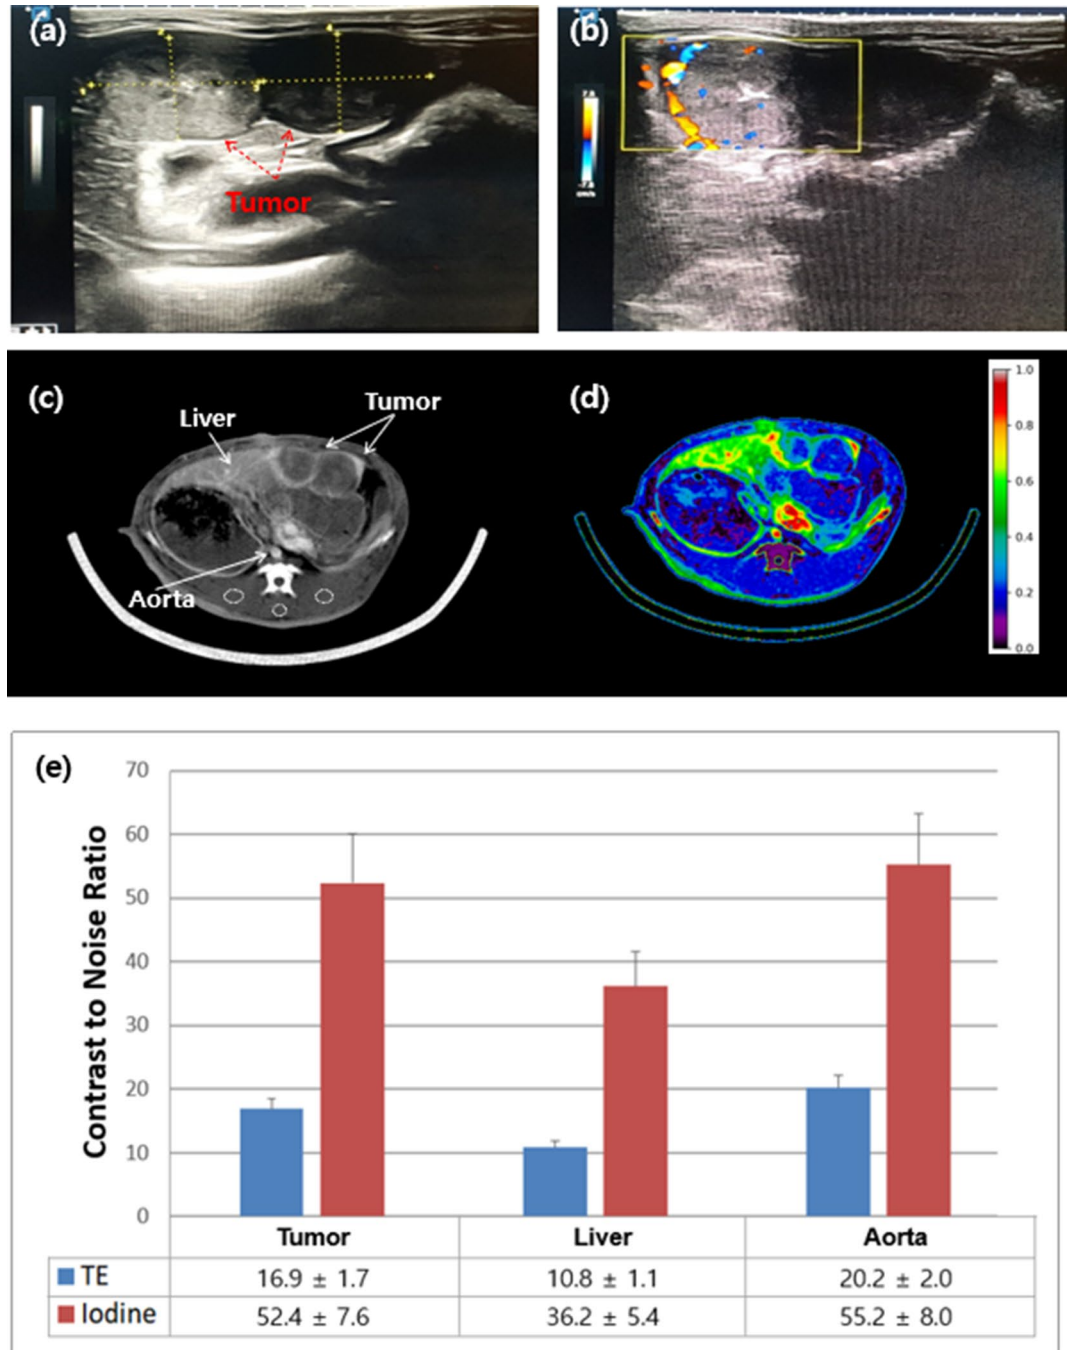 (a)
Tumor
(b)
(c)
Liver
Tumor
Aorta
(d)
1.0
0.8
0.6
0.4
0.2
0.0
(e)
Contrast to Noise Ratio
70
60
50
40
30
20
10
0
Tumor Liver Aorta
TE 16.9 ± 1.7 10.8 ± 1.1 20.2 ± 2.0
Iodine 52.4 ± 7.6 36.2 ± 5.4 55.2 ± 8.0